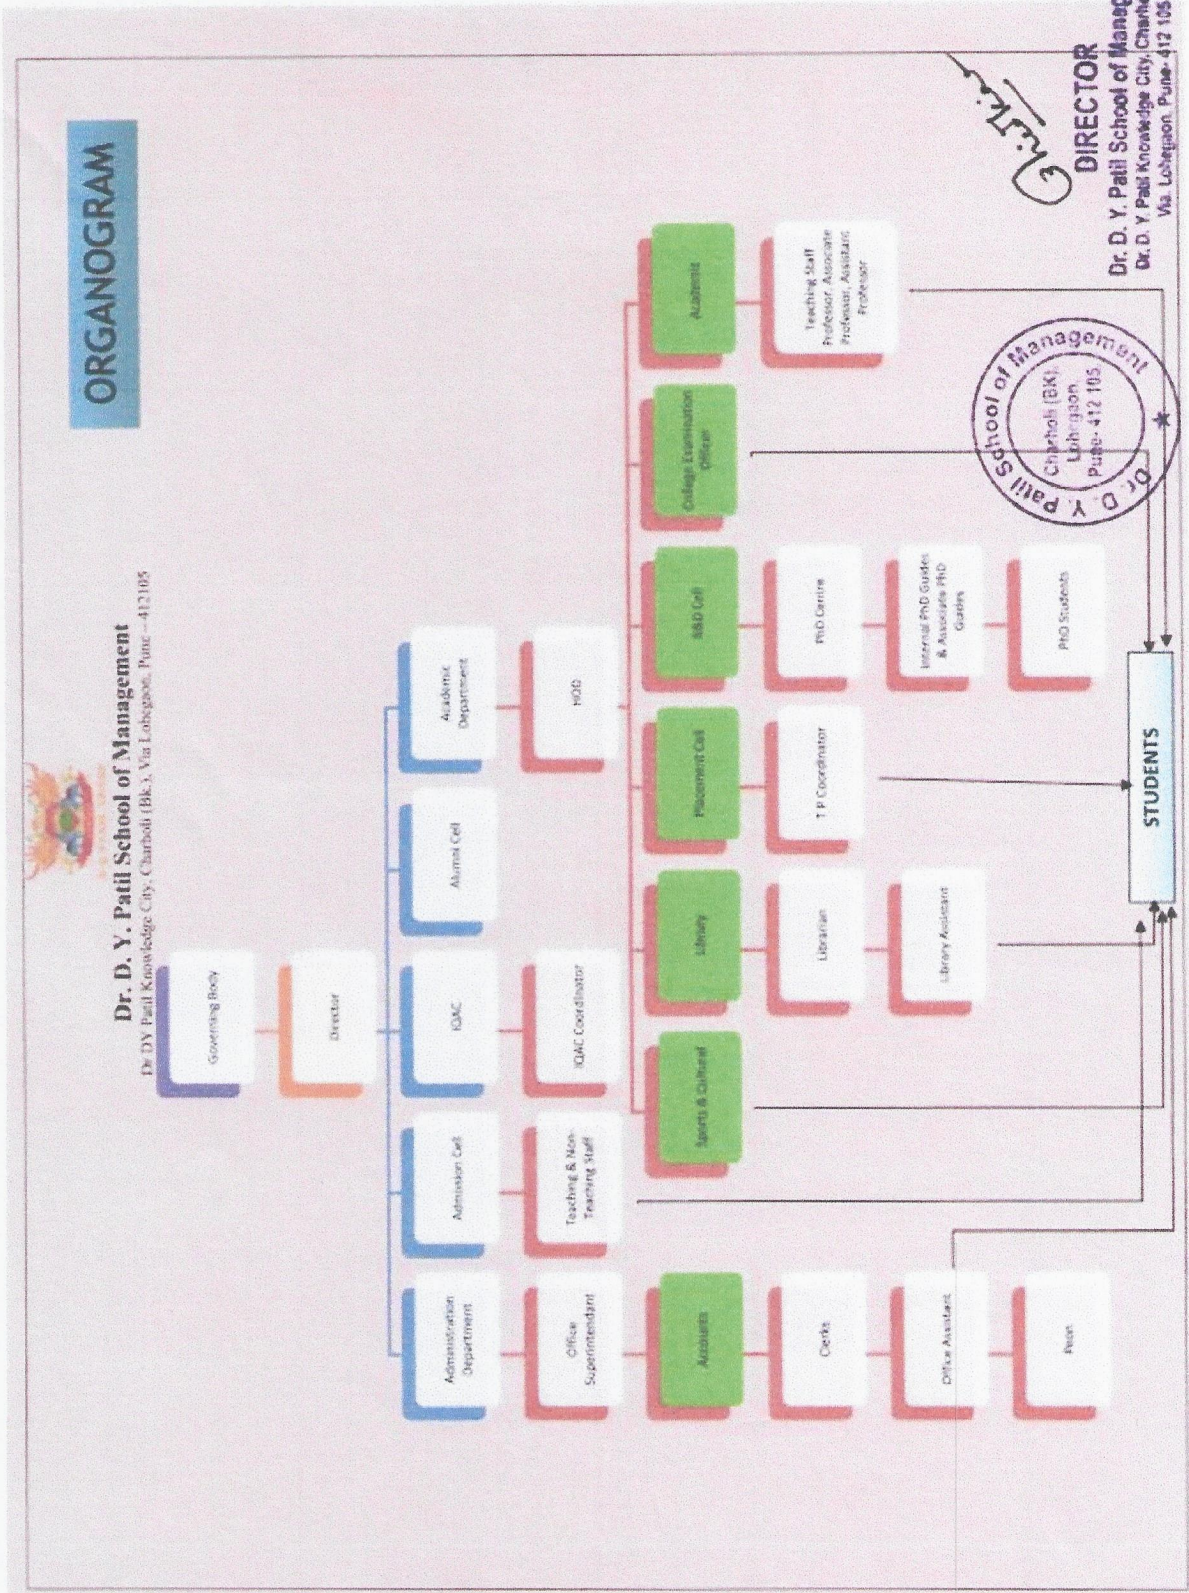 ORGANOGRAM
Dr. D. Y. Patil School of Management
Dr DY Patil Knowledge City, Charholi (Bk.), Via Lohegaon, Pune – 412105
Governing Body
Director
Administration
Department
Admission Cell
IQAC
Alumni Cell
Academic
Department
Office
Superintendant
Teaching & Non-
Teaching Staff
IQAC Coordinator
HOD
Accounts
Sports & Cultural
Library
Placement Cell
R&D Cell
College Examination
Officer
Academic
Clerks
Librarian
T P Coordinator
PhD Centre
Teaching Staff
Professor, Associate
Professor, Assistant
Professor
Office Assistant
Library Assistant
Internal PhD Guides
& Associate PhD
Guides
Peon
PhD Students
STUDENTS
Dr. D. Y. Patil School of Management
Charholi (BK),
Lohegaon,
Pune- 412 105
DIRECTOR
Dr. D. Y. Patil School of Manag
Dr. D. Y. Patil Knowledge City, Charho
Via. Lohegaon, Pune- 412 105